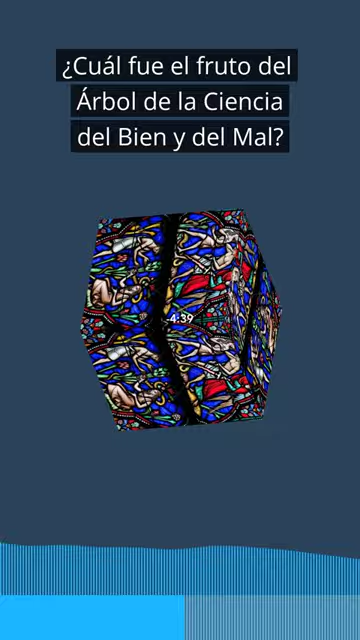 ¿Cuál fue el fruto del
Árbol de la Ciencia
del Bien y del Mal?
-4:39